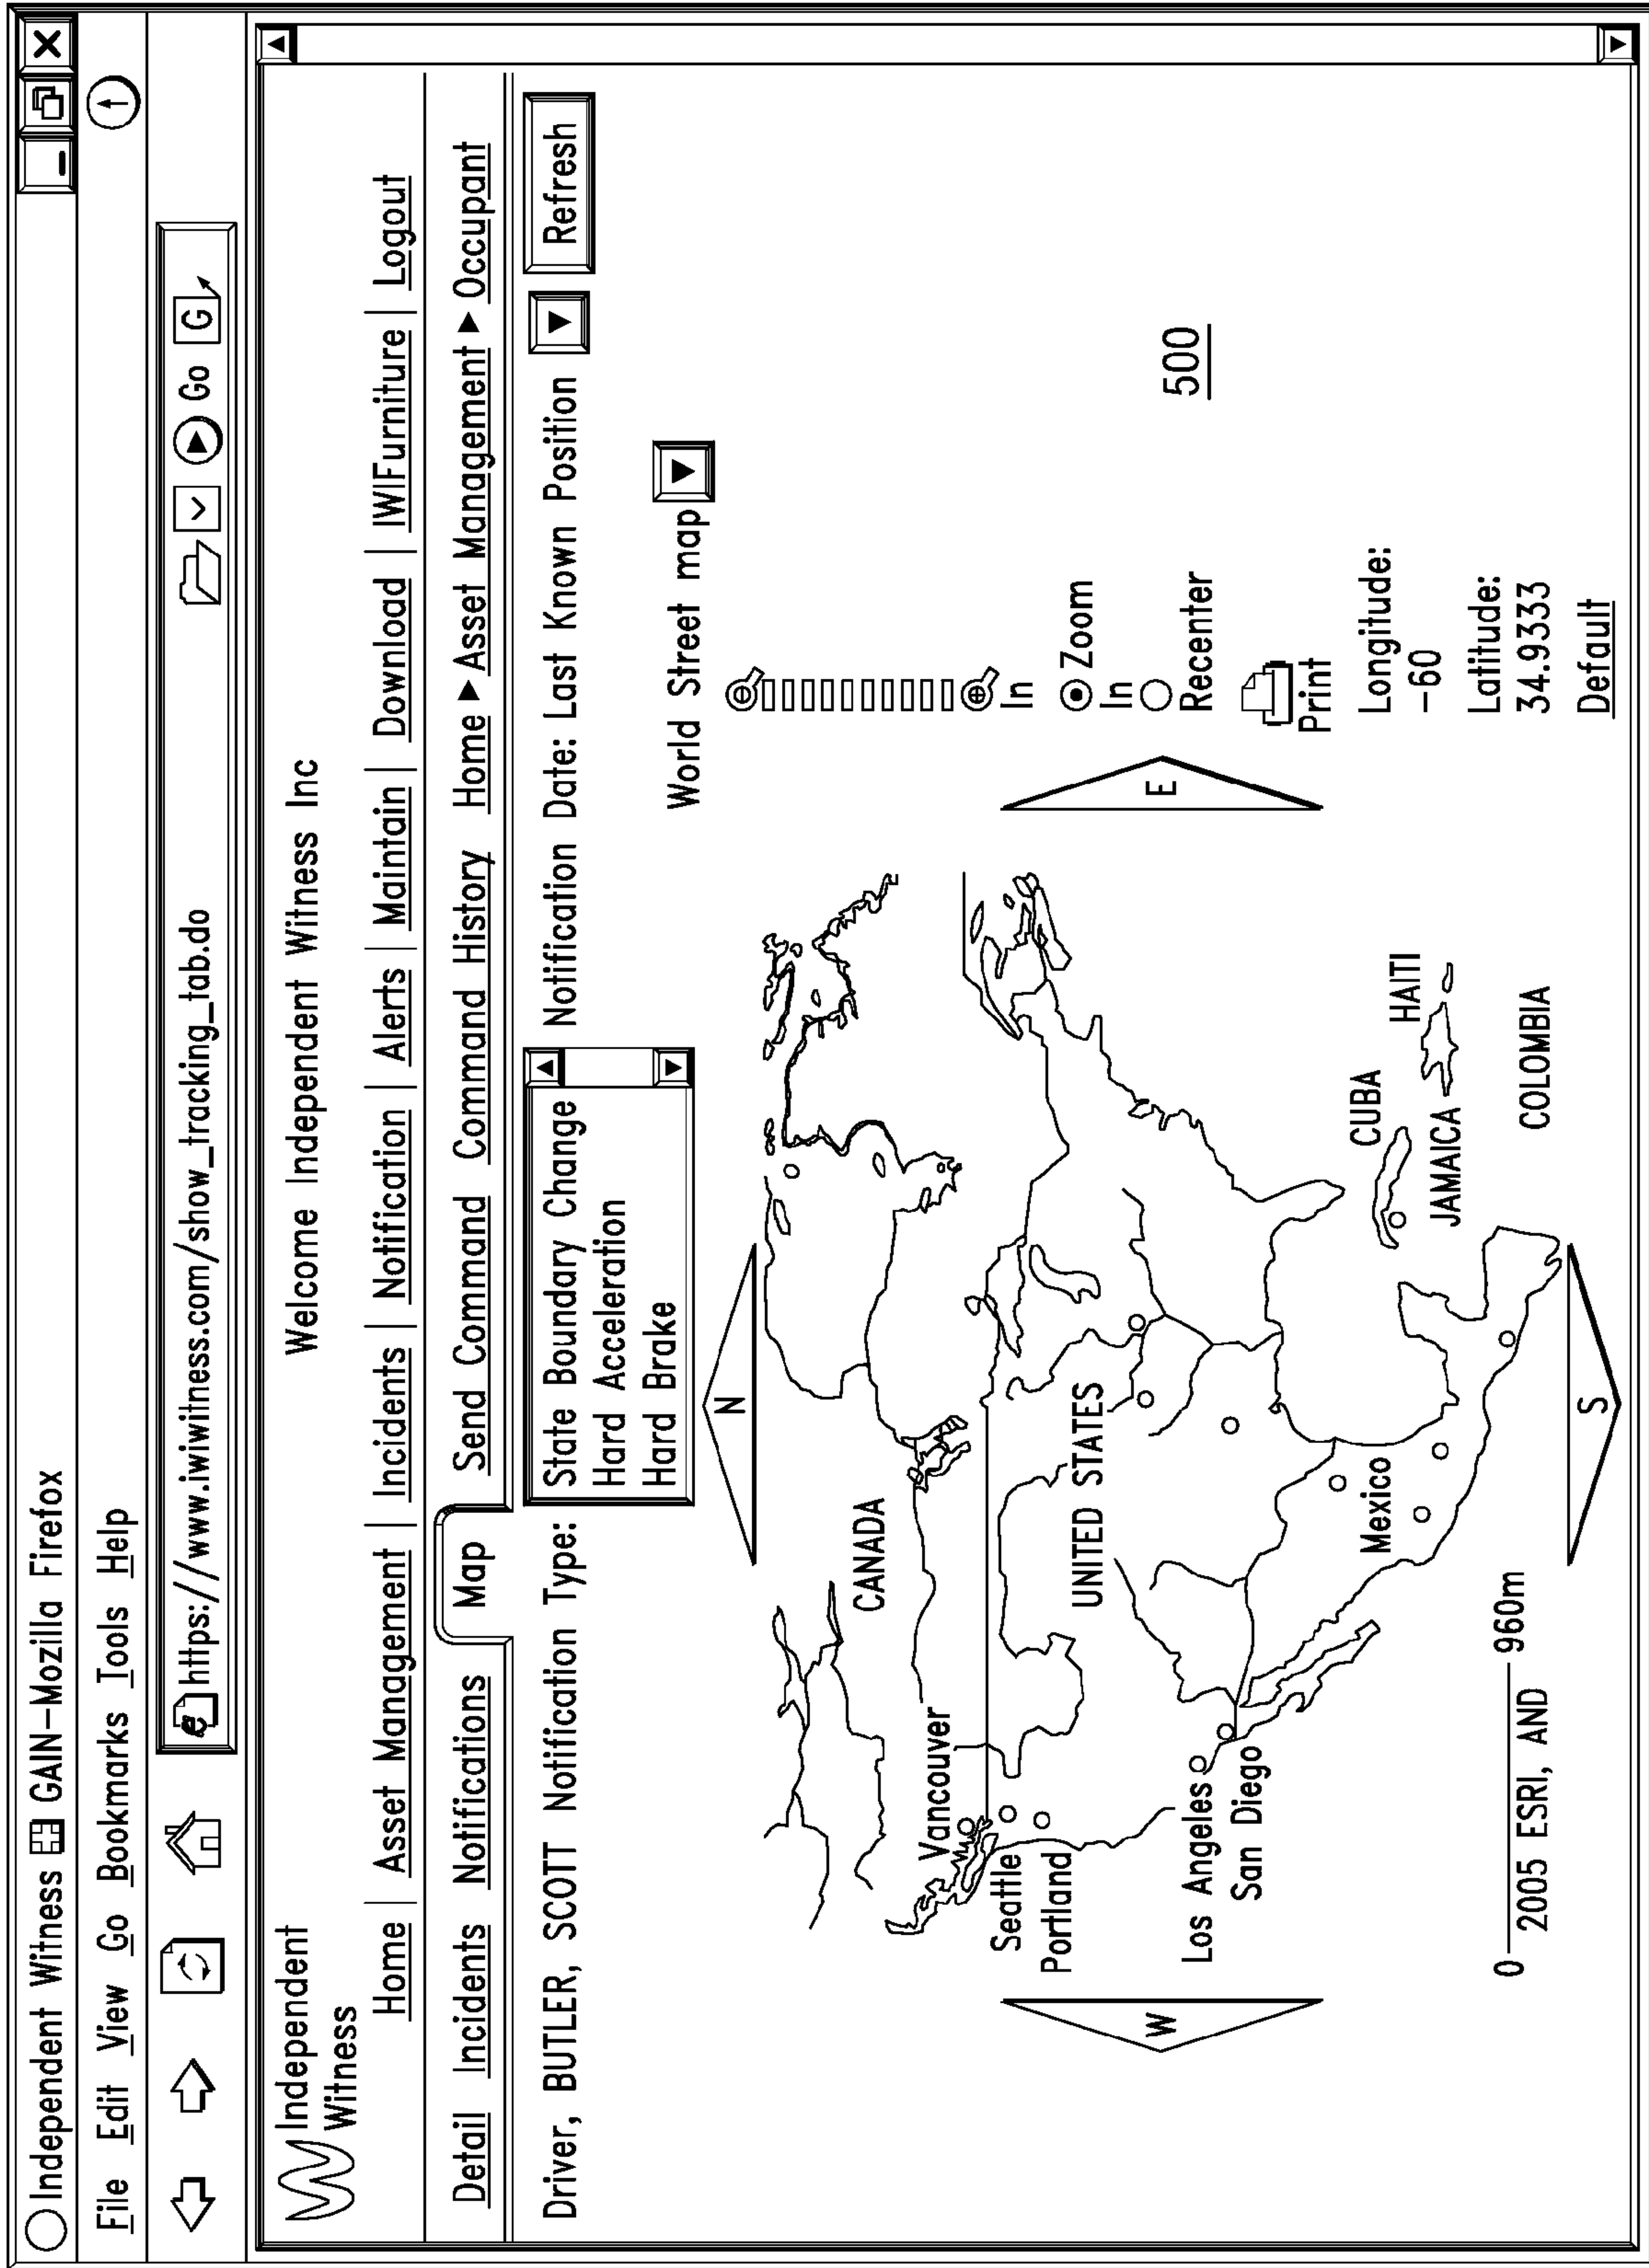 Independent Witness GAIN-Mozilla Firefox
File Edit View Go Bookmarks Tools Help
https://www.iwiwitness.com/show_tracking_tab.do Go G
Independent
Witness
Welcome Independent Witness Inc
Home | Asset Management | Incidents | Notification | Alerts | Maintain | Download | IWIFurniture | Logout
Detail Incidents Notifications Map Send Command Command History Home ▶ Asset Management ▶ Occupant
Driver, BUTLER, SCOTT Notification Type: State Boundary Change Notification Date: Last Known Position Refresh
Hard Acceleration
Hard Brake
World Street map
N
CANADA
Vancouver
Seattle
Portland
UNITED STATES
Los Angeles
San Diego
Mexico
CUBA
HAITI
JAMAICA
COLOMBIA
W
E
S
0 960m
2005 ESRI, AND
In
Zoom
In
Recenter
Print
Longitude:
-60
Latitude:
34.9333
Default
500